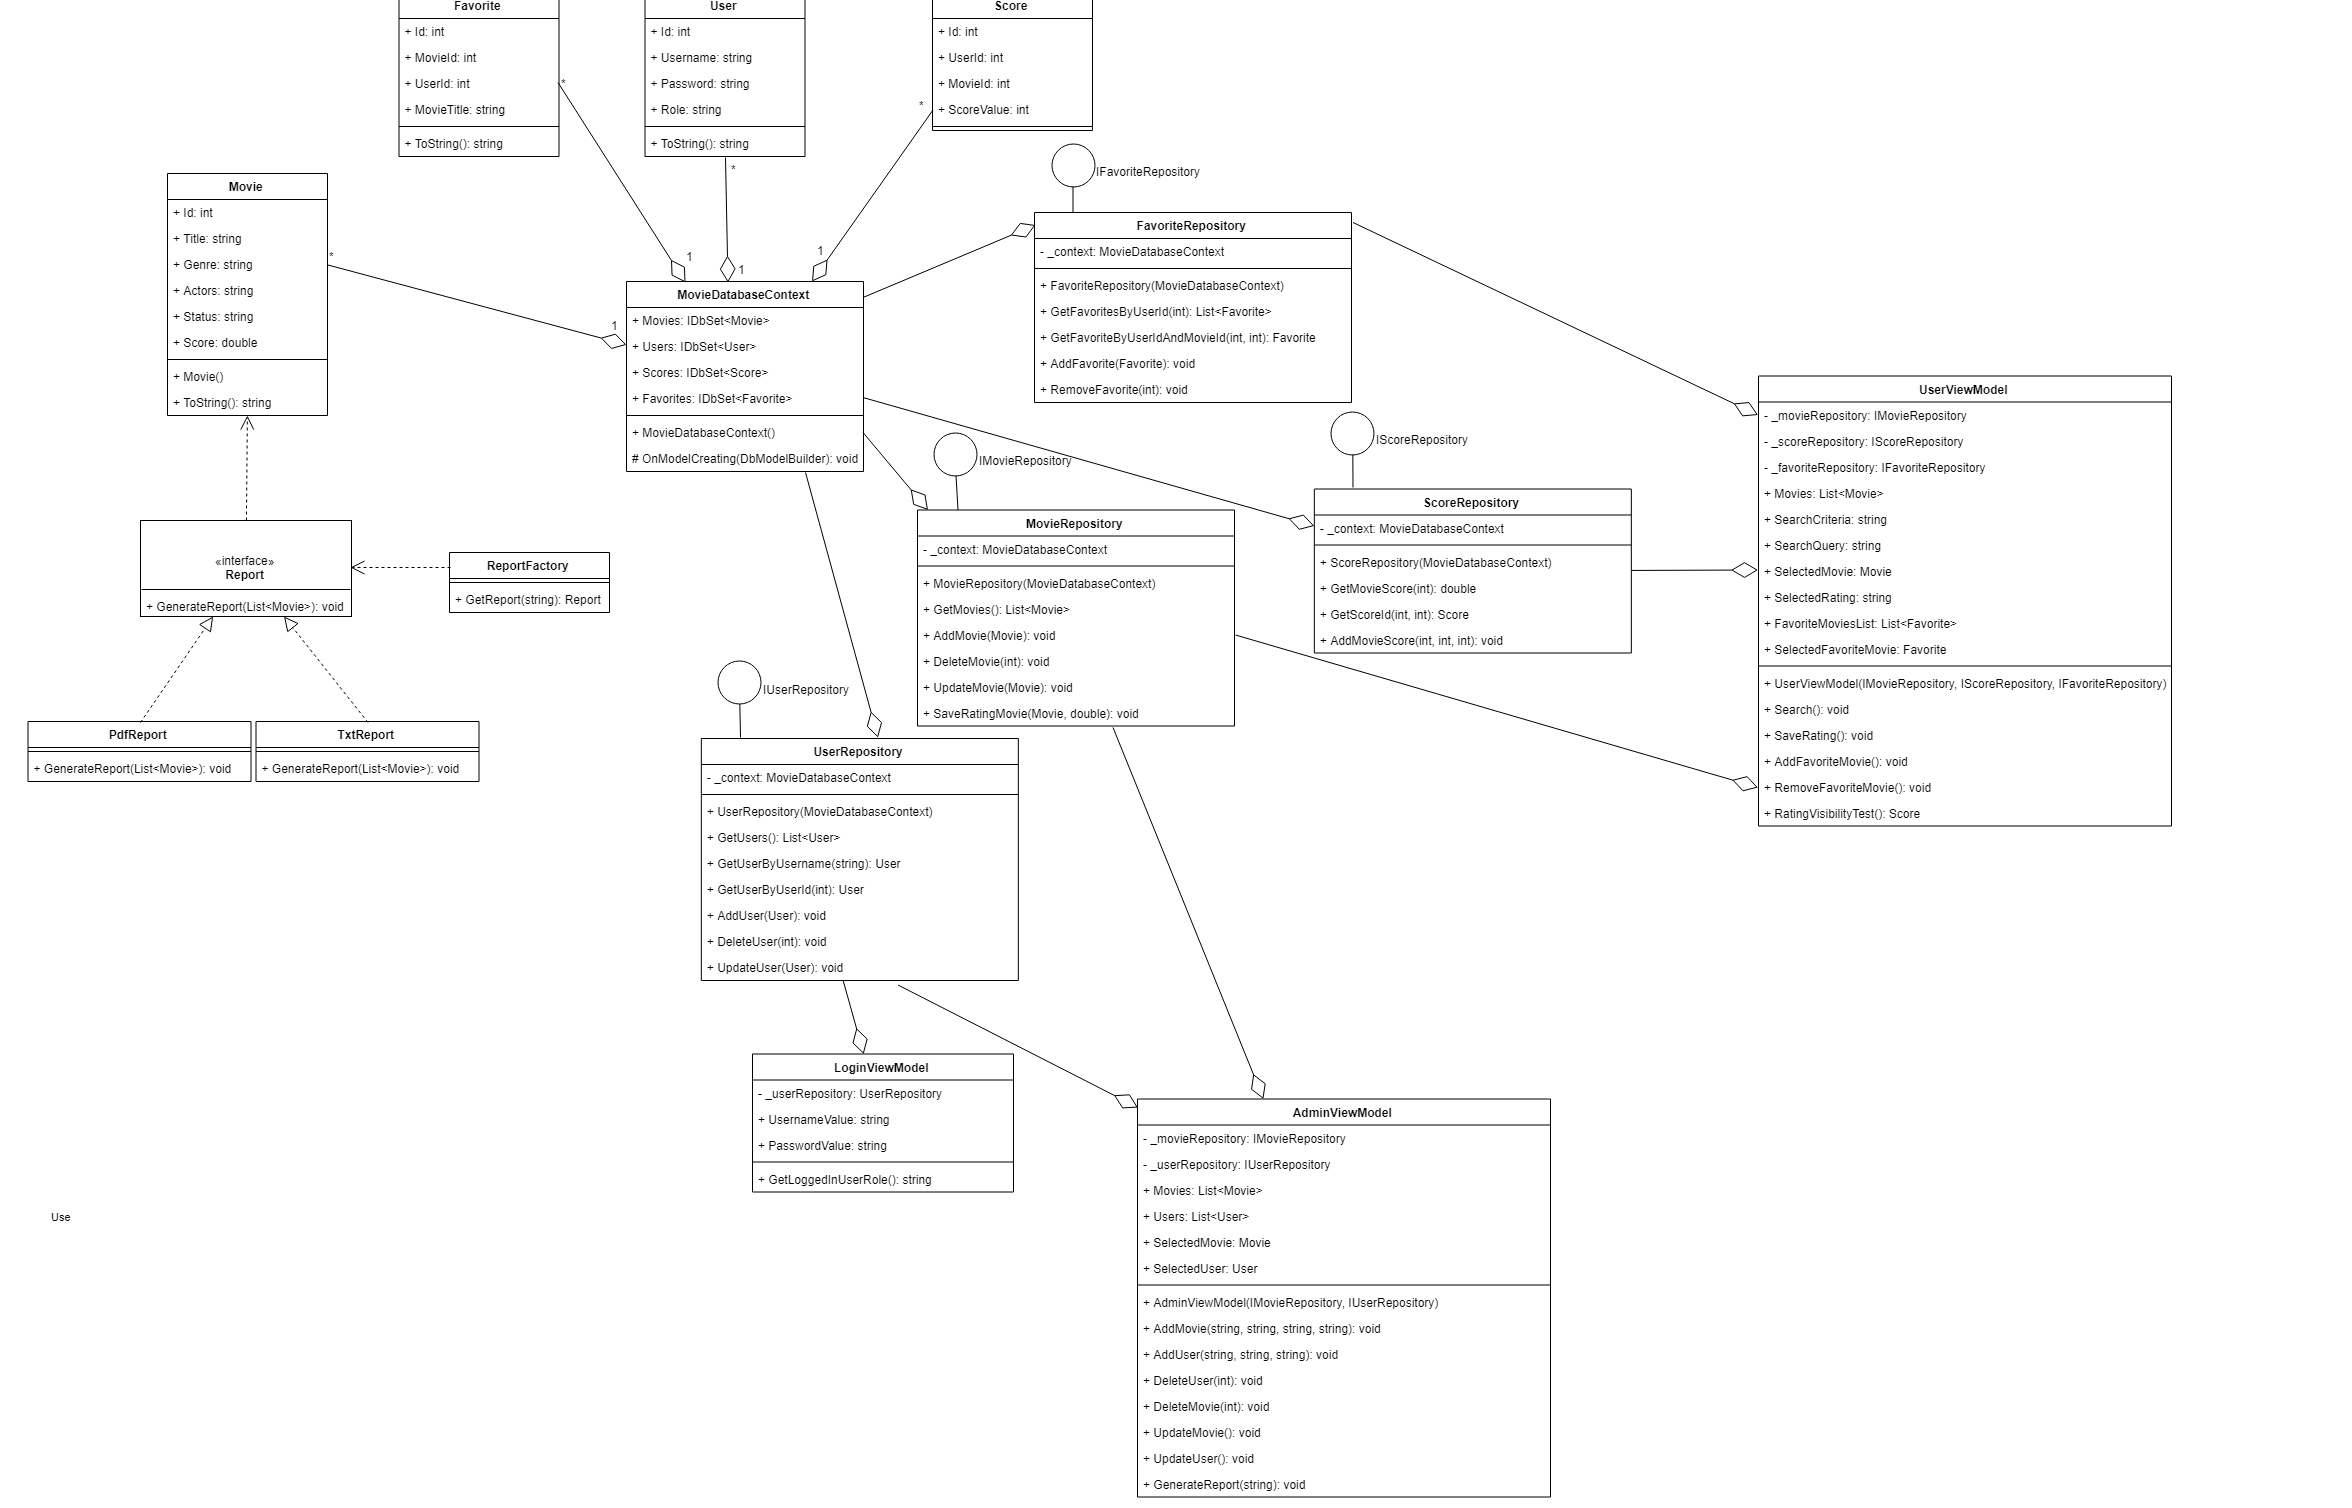 Favorite
+ Id: int
+ MovieId: int
+ UserId: int
+ MovieTitle: string
+ ToString(): string
User
+ Id: int
+ Username: string
+ Password: string
+ Role: string
+ ToString(): string
Score
+ Id: int
+ UserId: int
+ MovieId: int
+ ScoreValue: int
*
*
*
1
1
1
Movie
+ Id: int
+ Title: string
+ Genre: string
+ Actors: string
+ Status: string
+ Score: double
+ Movie()
+ ToString(): string
*
1
MovieDatabaseContext
+ Movies: IDbSet<Movie>
+ Users: IDbSet<User>
+ Scores: IDbSet<Score>
+ Favorites: IDbSet<Favorite>
+ MovieDatabaseContext()
# OnModelCreating(DbModelBuilder): void
IFavoriteRepository
FavoriteRepository
- _context: MovieDatabaseContext
+ FavoriteRepository(MovieDatabaseContext)
+ GetFavoritesByUserId(int): List<Favorite>
+ GetFavoriteByUserIdAndMovieId(int, int): Favorite
+ AddFavorite(Favorite): void
+ RemoveFavorite(int): void
UserViewModel
- _movieRepository: IMovieRepository
- _scoreRepository: IScoreRepository
- _favoriteRepository: IFavoriteRepository
+ Movies: List<Movie>
+ SearchCriteria: string
+ SearchQuery: string
+ SelectedMovie: Movie
+ SelectedRating: string
+ FavoriteMoviesList: List<Favorite>
+ SelectedFavoriteMovie: Favorite
+ UserViewModel(IMovieRepository, IScoreRepository, IFavoriteRepository)
+ Search(): void
+ SaveRating(): void
+ AddFavoriteMovie(): void
+ RemoveFavoriteMovie(): void
+ RatingVisibilityTest(): Score
IScoreRepository
ScoreRepository
- _context: MovieDatabaseContext
+ ScoreRepository(MovieDatabaseContext)
+ GetMovieScore(int): double
+ GetScoreId(int, int): Score
+ AddMovieScore(int, int, int): void
IMovieRepository
MovieRepository
- _context: MovieDatabaseContext
+ MovieRepository(MovieDatabaseContext)
+ GetMovies(): List<Movie>
+ AddMovie(Movie): void
+ DeleteMovie(int): void
+ UpdateMovie(Movie): void
+ SaveRatingMovie(Movie, double): void
«interface»
Report
+ GenerateReport(List<Movie>): void
ReportFactory
+ GetReport(string): Report
PdfReport
+ GenerateReport(List<Movie>): void
TxtReport
+ GenerateReport(List<Movie>): void
IUserRepository
UserRepository
- _context: MovieDatabaseContext
+ UserRepository(MovieDatabaseContext)
+ GetUsers(): List<User>
+ GetUserByUsername(string): User
+ GetUserByUserId(int): User
+ AddUser(User): void
+ DeleteUser(int): void
+ UpdateUser(User): void
LoginViewModel
- _userRepository: UserRepository
+ UsernameValue: string
+ PasswordValue: string
+ GetLoggedInUserRole(): string
AdminViewModel
- _movieRepository: IMovieRepository
- _userRepository: IUserRepository
+ Movies: List<Movie>
+ Users: List<User>
+ SelectedMovie: Movie
+ SelectedUser: User
+ AdminViewModel(IMovieRepository, IUserRepository)
+ AddMovie(string, string, string, string): void
+ AddUser(string, string, string): void
+ DeleteUser(int): void
+ DeleteMovie(int): void
+ UpdateMovie(): void
+ UpdateUser(): void
+ GenerateReport(string): void
Use